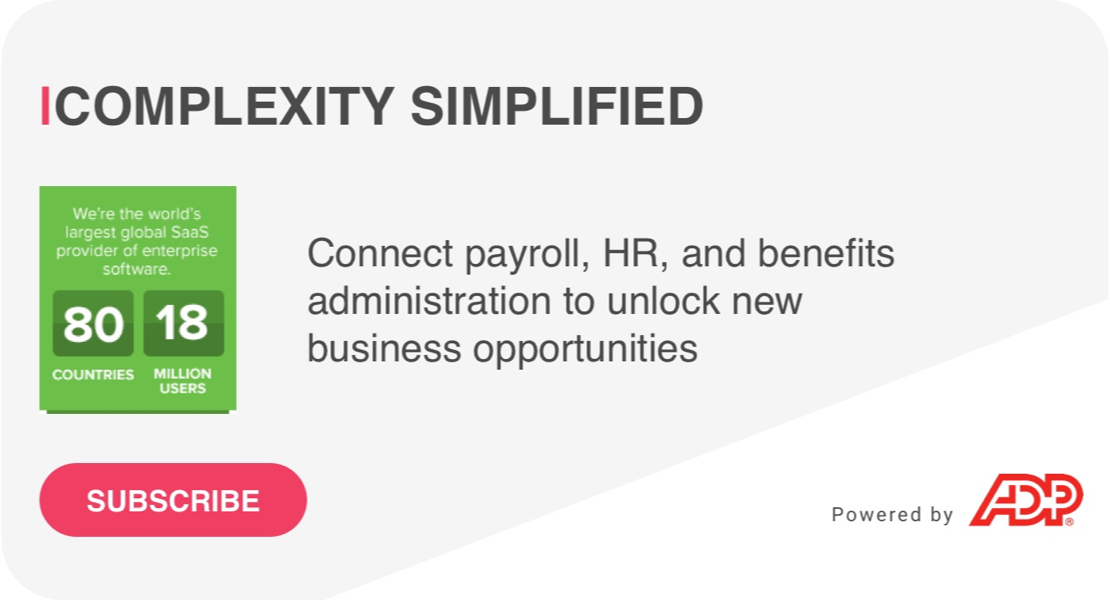 COMPLEXITY SIMPLIFIED
We're the world's
largest global SaaS
provider of enterprise
software.
80 18
COUNTRIES MILLION
USERS
Connect payroll, HR, and benefits
administration to unlock new
business opportunities
SUBSCRIBE
Powered by ADP®